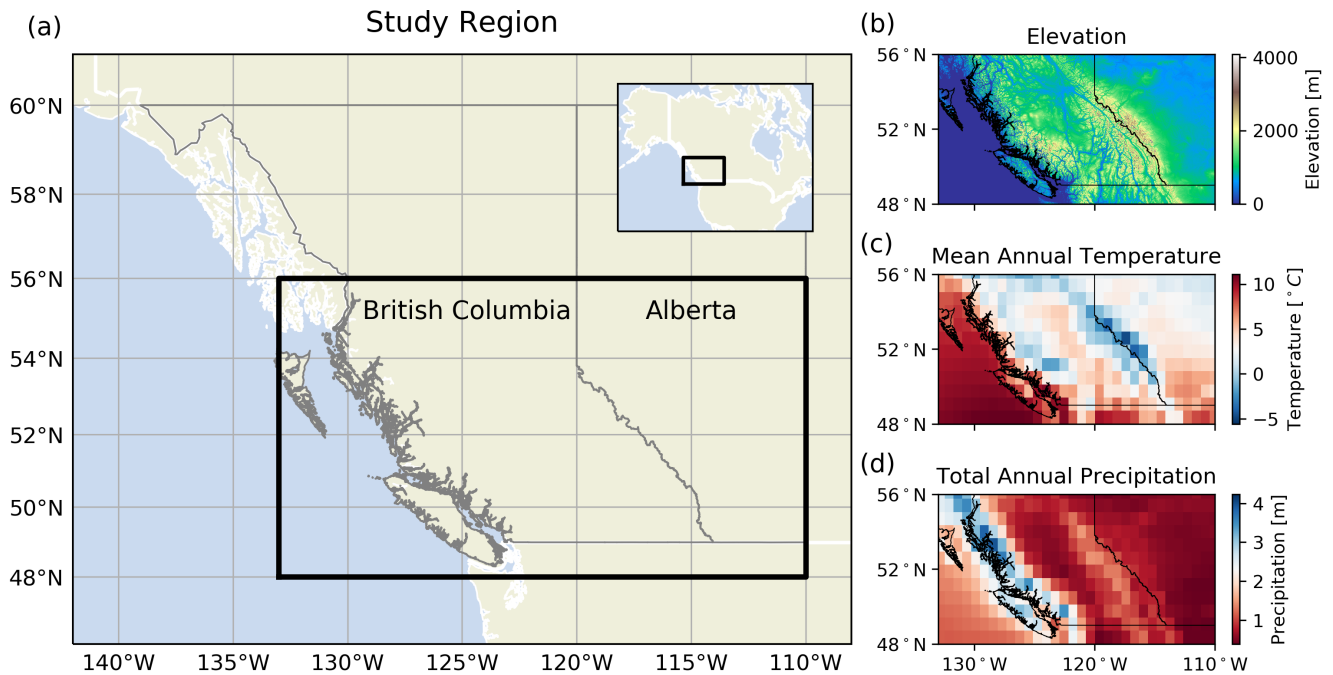 (a)
Study Region
60°N
58°N
56°N
54°N
52°N
50°N
48°N
140°W
135°W
130°W
125°W
120°W
115°W
110°W
British Columbia
Alberta
(b)
Elevation
56°N
52°N
48°N
4000
2000
0
Elevation [m]
(c)
Mean Annual Temperature
56°N
52°N
48°N
10
5
0
−5
Temperature [°C]
(d)
Total Annual Precipitation
56°N
52°N
48°N
130°W
120°W
110°W
4
3
2
1
Precipitation [m]